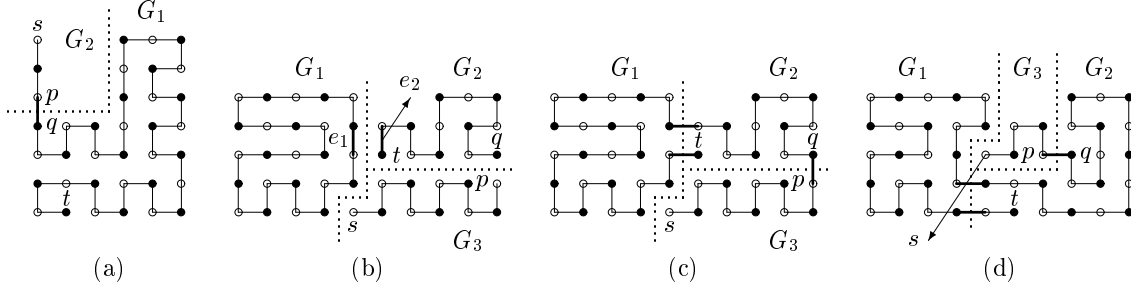 s
G₂
G₁
p
q
t
(a)
G₁
e₂
G₂
e₁
t
q
p
s
G₃
(b)
G₁
G₂
t
q
p
s
G₃
(c)
G₁
G₃
G₂
p
q
s
t
(d)